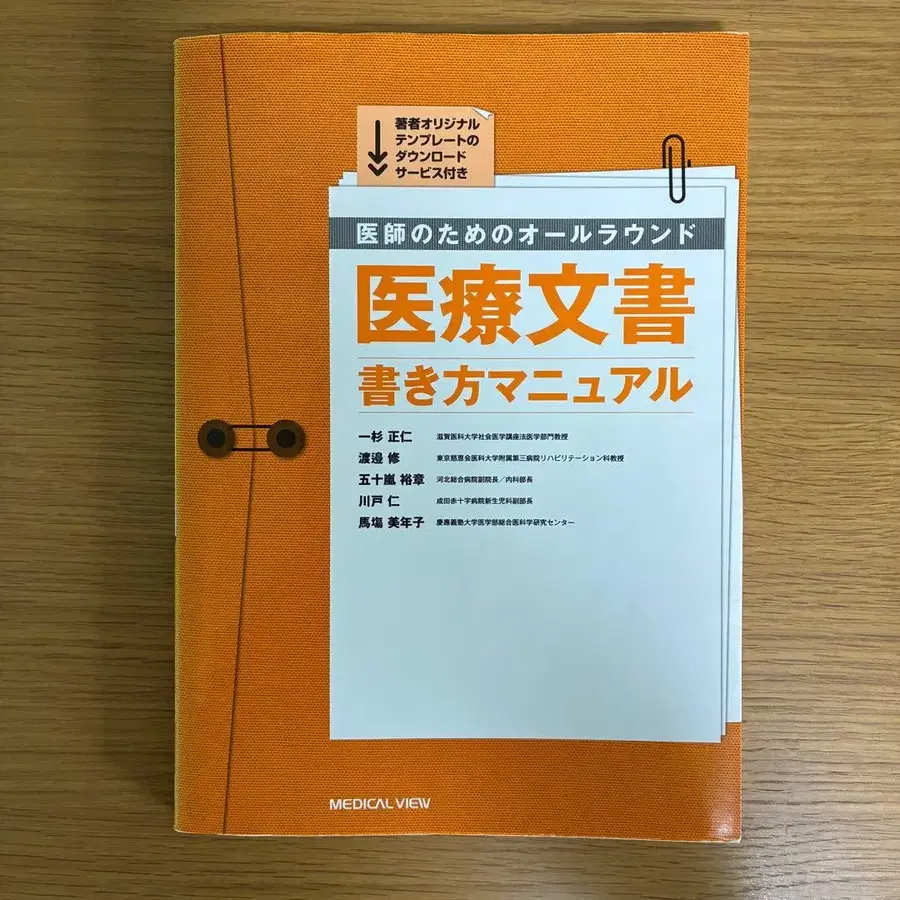 著者オリジナル
テンプレートの
ダウンロード
サービス付き
医師のためのオールラウンド
医療文書
書き方マニュアル
一杉 正仁 滋賀医科大学社会医学講座法医学部門教授
渡邉 修 東京慈恵会医科大学附属第三病院リハビリテーション科教授
五十嵐 裕章 河北総合病院副院長／内科部長
川戸 仁 成田赤十字病院新生児科副部長
馬塲 美年子 慶應義塾大学医学部総合医科学研究センター
MEDICAL VIEW